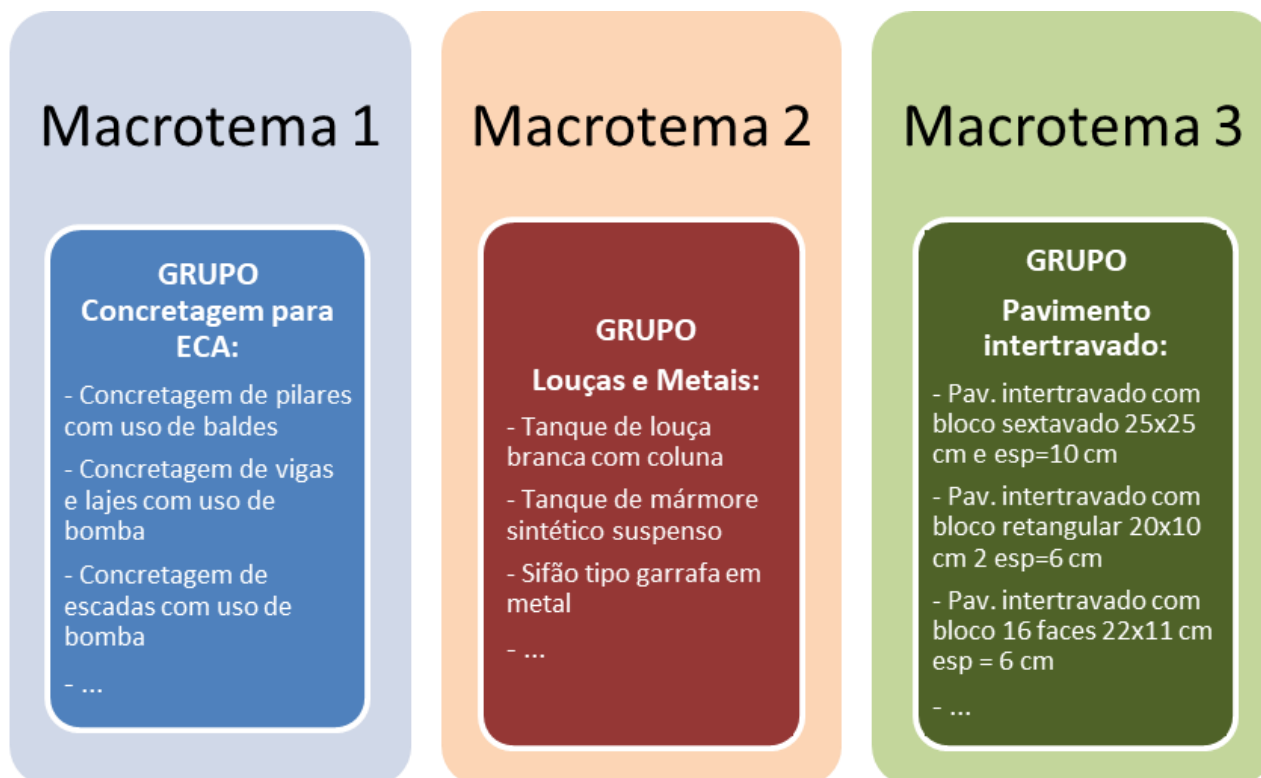 Macrotema 1
GRUPO
Concretagem para
ECA:
- Concretagem de pilares
com uso de baldes
- Concretagem de vigas
e lajes com uso de
bomba
- Concretagem de
escadas com uso de
bomba
- ...
Macrotema 2
GRUPO
Louças e Metais:
- Tanque de louça
branca com coluna
- Tanque de mármore
sintético suspenso
- Sifão tipo garrafa em
metal
- ...
Macrotema 3
GRUPO
Pavimento
intertravado:
- Pav. intertravado com
bloco sextavado 25x25
cm e esp=10 cm
- Pav. intertravado com
bloco retangular 20x10
cm 2 esp=6 cm
- Pav. intertravado com
bloco 16 faces 22x11 cm
esp = 6 cm
- ...